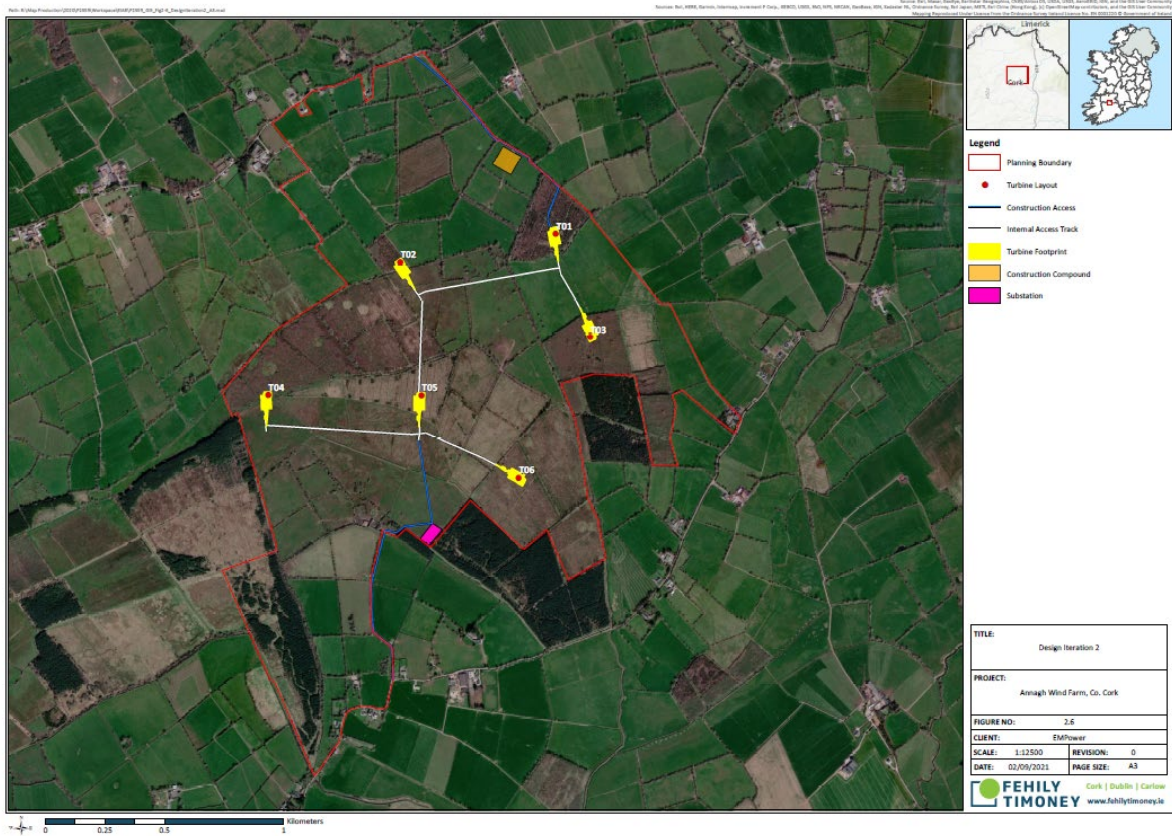 Limerick
Cork
Legend
Planning Boundary
Turbine Layout
Construction Access
Internal Access Track
Turbine Footprint
Construction Compound
Substation
T01
T02
T03
T04
T05
T06
TITLE:
Design Iteration 2
PROJECT:
Annagh Wind Farm, Co. Cork
FIGURE NO: 2.6
CLIENT: EMPower
SCALE: 1:12500 REVISION: 0
DATE: 02/09/2021 PAGE SIZE: A3
FEHILY TIMONEY
Cork | Dublin | Carlow
www.fehilytimoney.ie
Kilometers
0 0.25 0.5 1